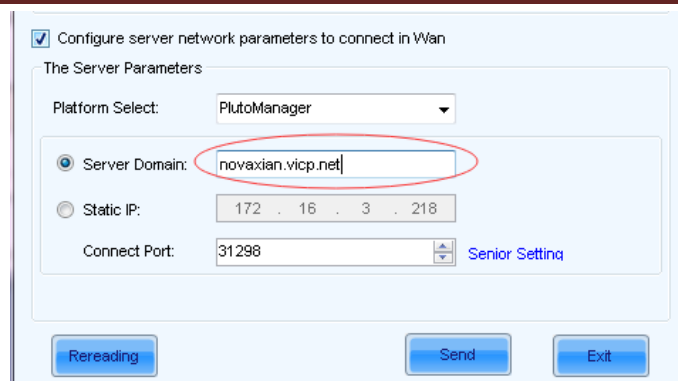 Configure server network parameters to connect in Wan
The Server Parameters
Platform Select: PlutoManager
Server Domain: novaxian.vicp.net
Static IP: 172 . 16 . 3 . 218
Connect Port: 31298 Senior Setting
Rereading Send Exit